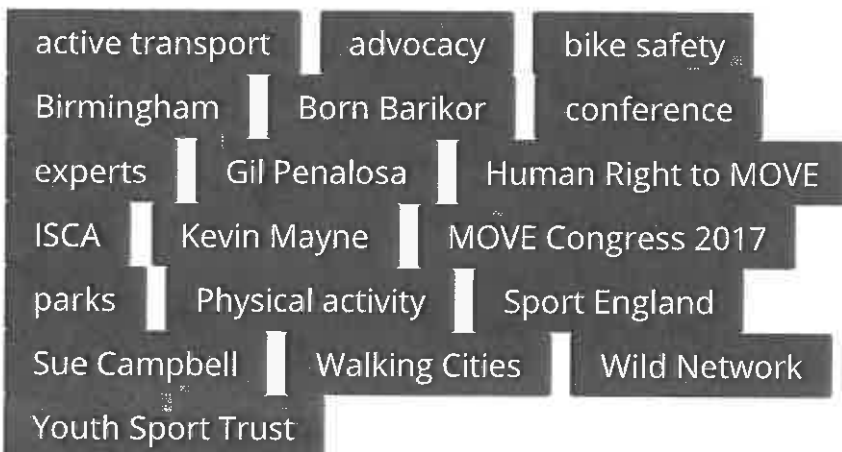 active transport advocacy bike safety
Birmingham Born Barikor conference
experts Gil Penalosa Human Right to MOVE
ISCA Kevin Mayne MOVE Congress 2017
parks Physical activity Sport England
Sue Campbell Walking Cities Wild Network
Youth Sport Trust